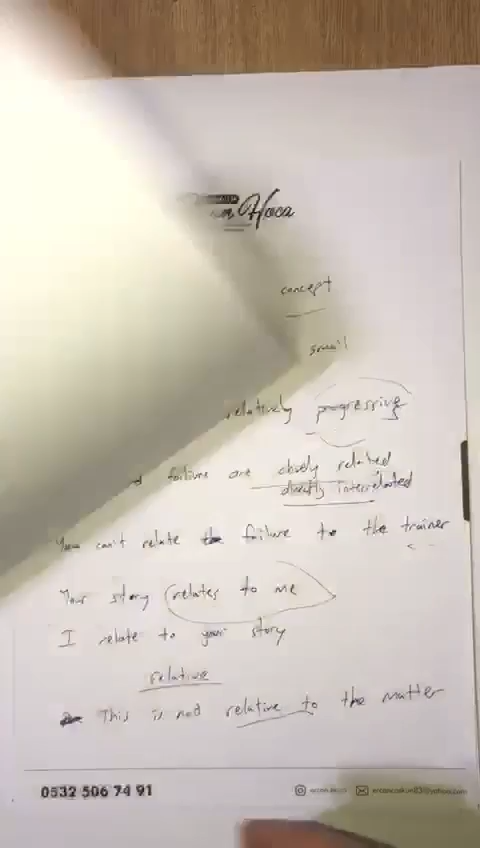 Hoca
concept
small
relatively progressing
failure are closely related
directly interrelated
You can't relate failure to the trainer
Your story relates to me
I relate to your story
relative
This is not relative to the matter
0532 506 74 91